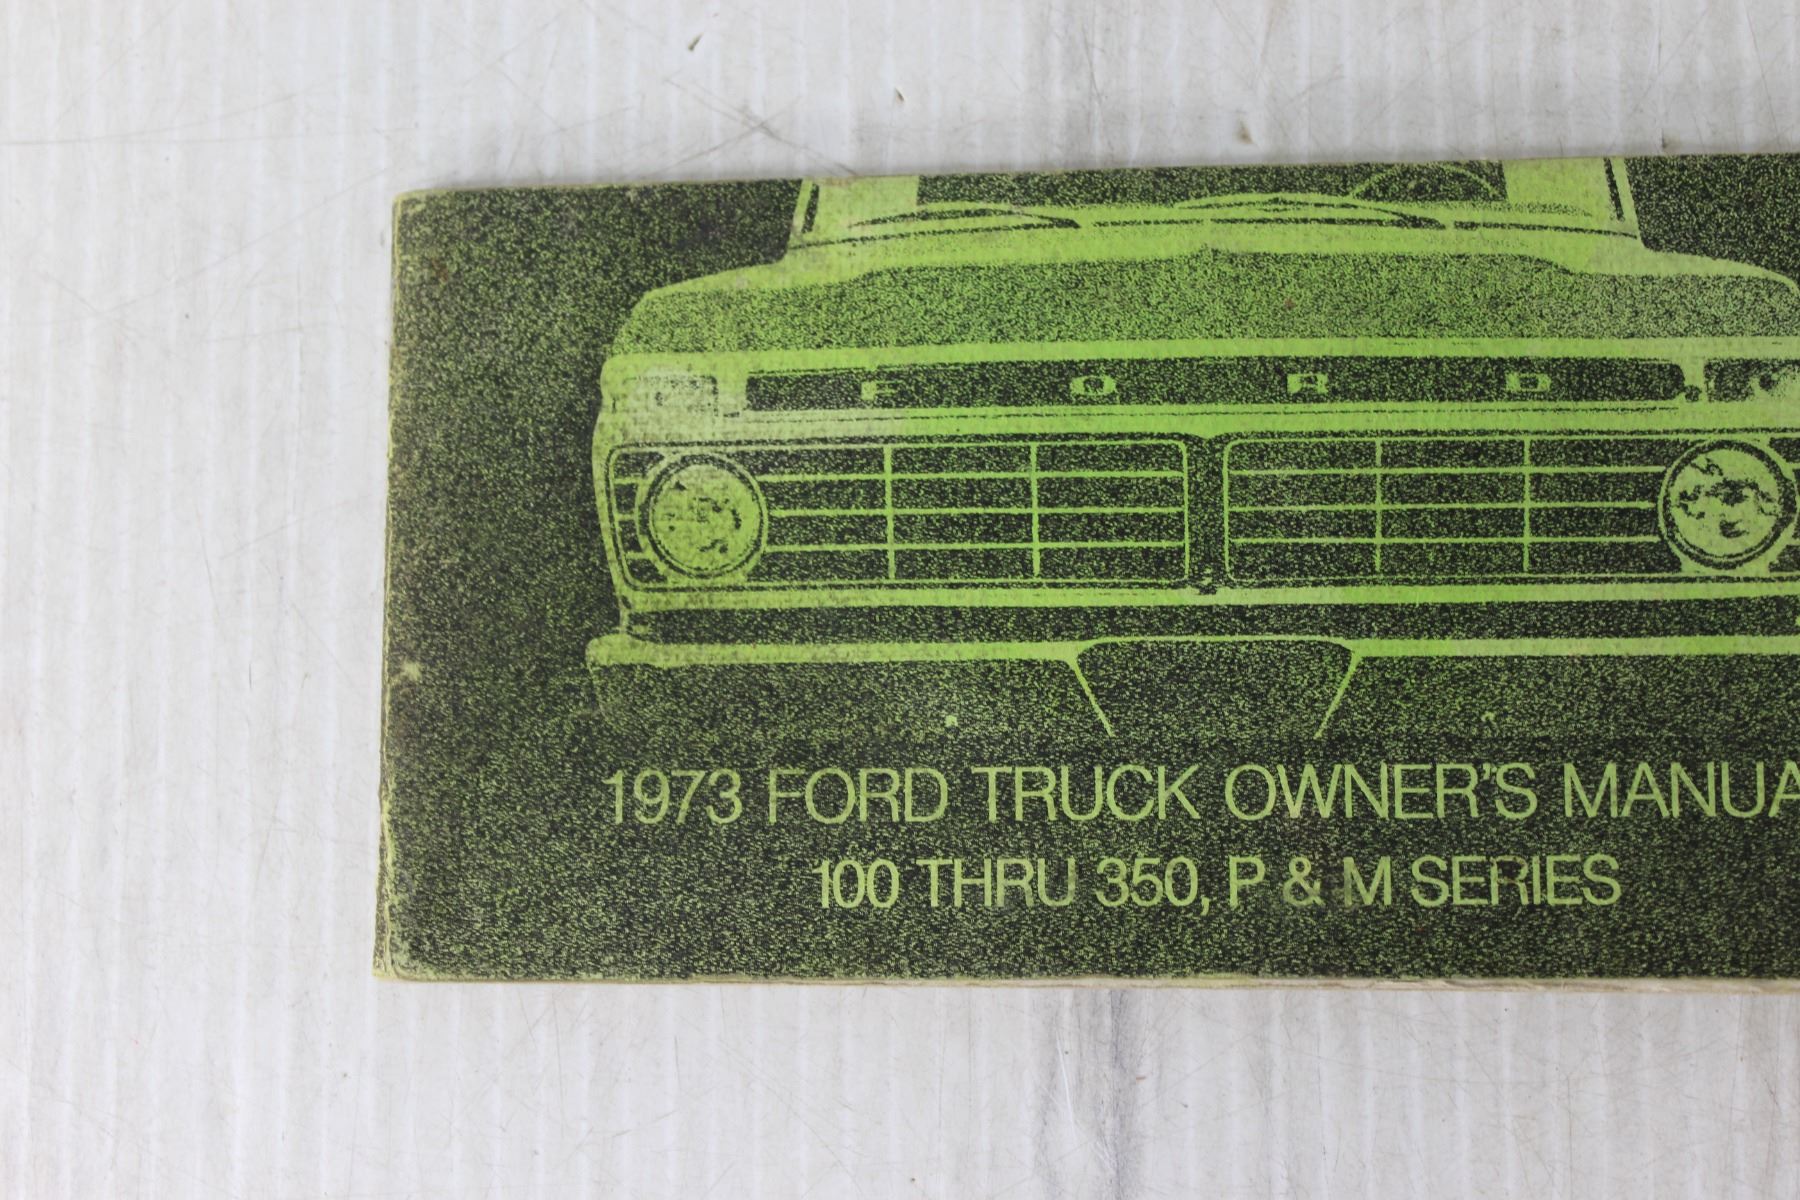 FORD
1973 FORD TRUCK OWNER'S MANUA
100 THRU 350, P & M SERIES